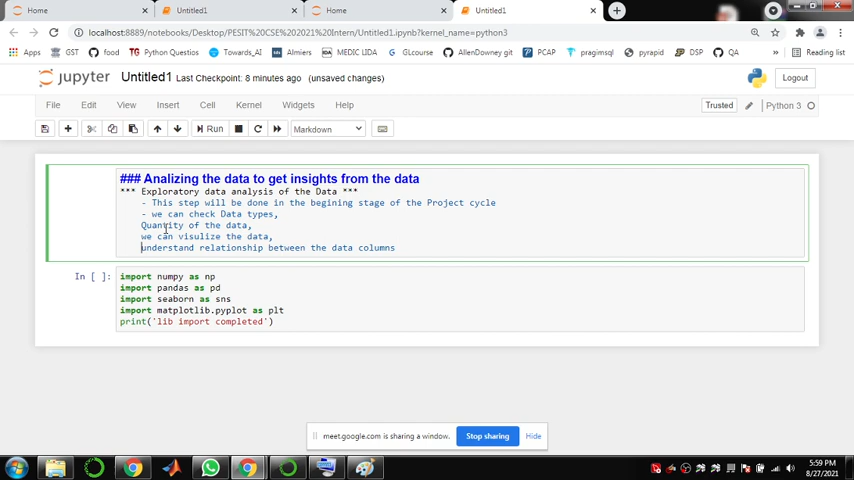 Home
Untitled1
Home
Untitled1
localhost:8889/notebooks/Desktop/PESIT%20CSE%202021%20Intern/Untitled1.ipynb?kernel_name=python3
Apps GST food TG Python Questions Towards_AI Almiers MEDIC LIDA GLcourse AllenDowney git PCAP pragimsql pyrapid DSP QA Reading list
jupyter Untitled1 Last Checkpoint: 8 minutes ago (unsaved changes) Logout
File Edit View Insert Cell Kernel Widgets Help Trusted Python 3
Run Markdown
### Analizing the data to get insights from the data
*** Exploratory data analysis of the Data ***
- This step will be done in the begining stage of the Project cycle
- we can check Data types,
Quantity of the data,
we can visulize the data,
understand relationship between the data columns
In [ ]: import numpy as np
import pandas as pd
import seaborn as sns
import matplotlib.pyplot as plt
print('lib import completed')
meet.google.com is sharing a window. Stop sharing Hide
5:59 PM
8/27/2021